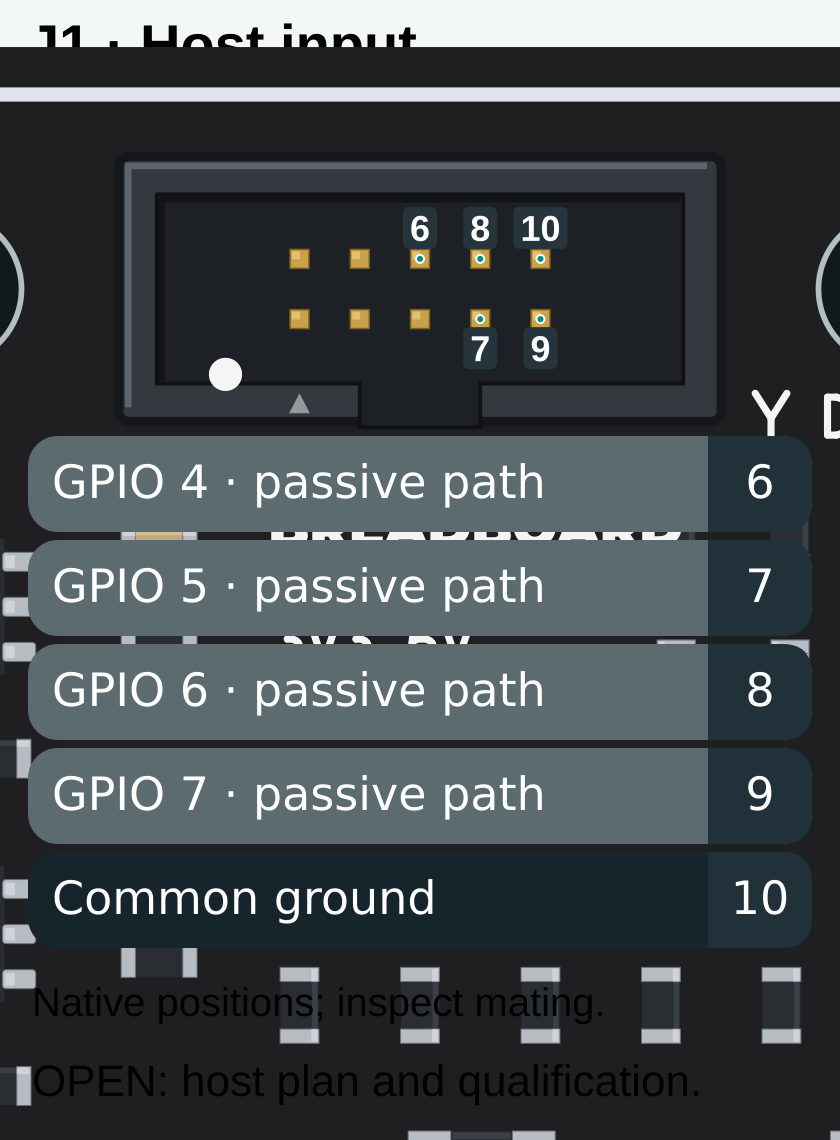 J1 · Host input
6 8 10
7 9
Y D
GPIO 4 · passive path 6
BREADBOARD
GPIO 5 · passive path 7
GPIO 6 · passive path 8
GPIO 7 · passive path 9
Common ground 10
Native positions; inspect mating.
OPEN: host plan and qualification.